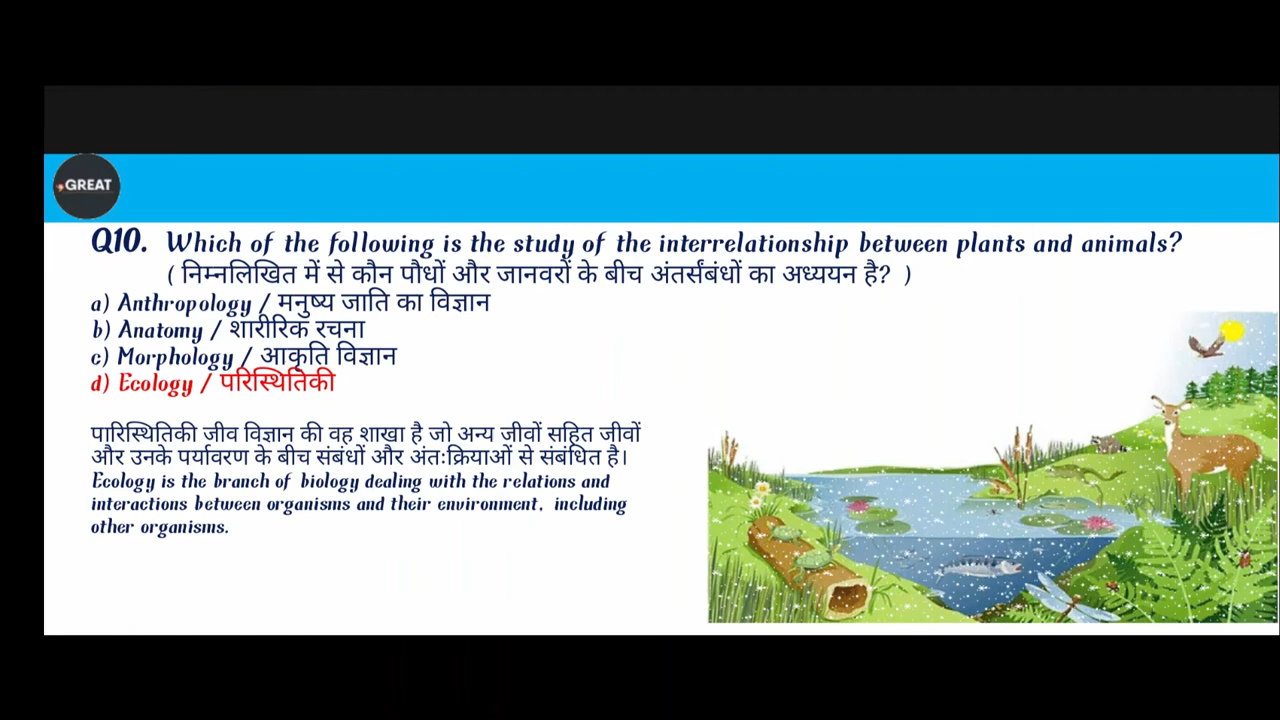 GREAT
Q10. Which of the following is the study of the interrelationship between plants and animals?
( निम्नलिखित में से कौन पौधों और जानवरों के बीच अंतर्संबंधों का अध्ययन है? )
a) Anthropology / मनुष्य जाति का विज्ञान
b) Anatomy / शारीरिक रचना
c) Morphology / आकृति विज्ञान
d) Ecology / परिस्थितिकी
पारिस्थितिकी जीव विज्ञान की वह शाखा है जो अन्य जीवों सहित जीवों
और उनके पर्यावरण के बीच संबंधों और अंतःक्रियाओं से संबंधित है।
Ecology is the branch of biology dealing with the relations and
interactions between organisms and their environment, including
other organisms.